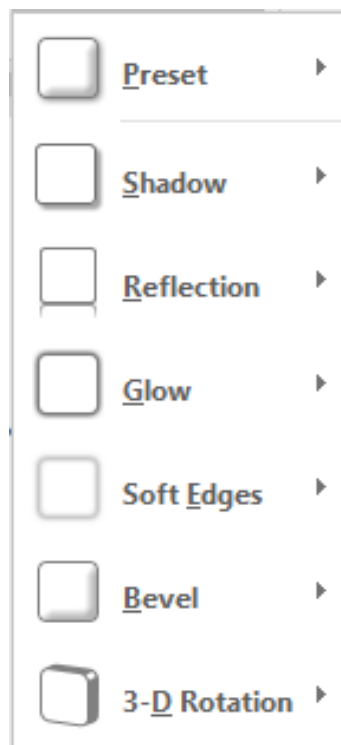 Preset
Shadow
Reflection
Glow
Soft Edges
Bevel
3-D Rotation